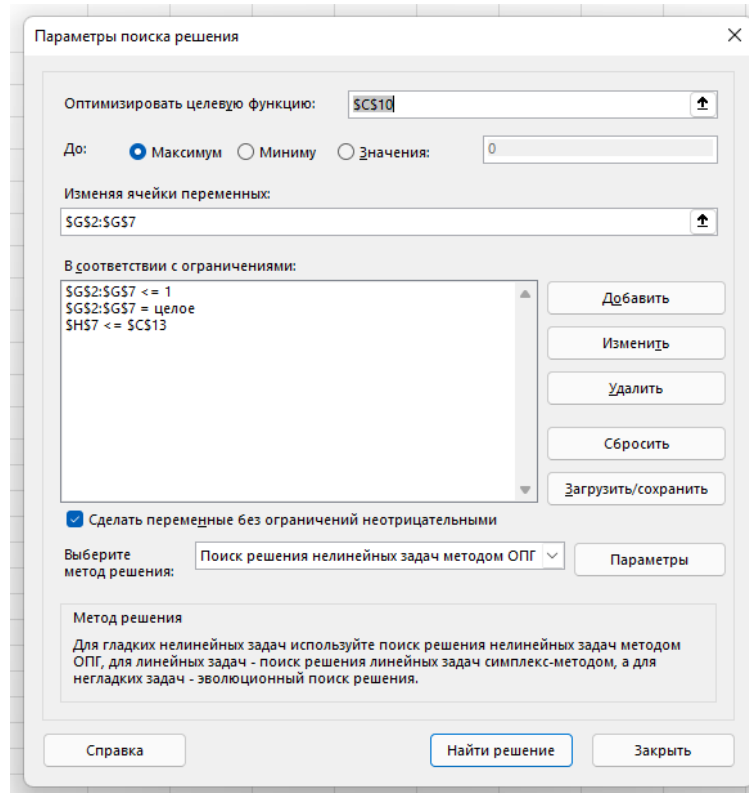 Параметры поиска решения
Оптимизировать целевую функцию: $C$10
До: Максимум Миниму Значения: 0
Изменяя ячейки переменных:
$G$2:$G$7
В соответствии с ограничениями:
$G$2:$G$7 <= 1
$G$2:$G$7 = целое
$H$7 <= $C$13
Добавить
Изменить
Удалить
Сбросить
Загрузить/сохранить
Сделать переменные без ограничений неотрицательными
Выберите
метод решения:
Поиск решения нелинейных задач методом ОПГ
Параметры
Метод решения
Для гладких нелинейных задач используйте поиск решения нелинейных задач методом
ОПГ, для линейных задач - поиск решения линейных задач симплекс-методом, а для
негладких задач - эволюционный поиск решения.
Справка
Найти решение
Закрыть